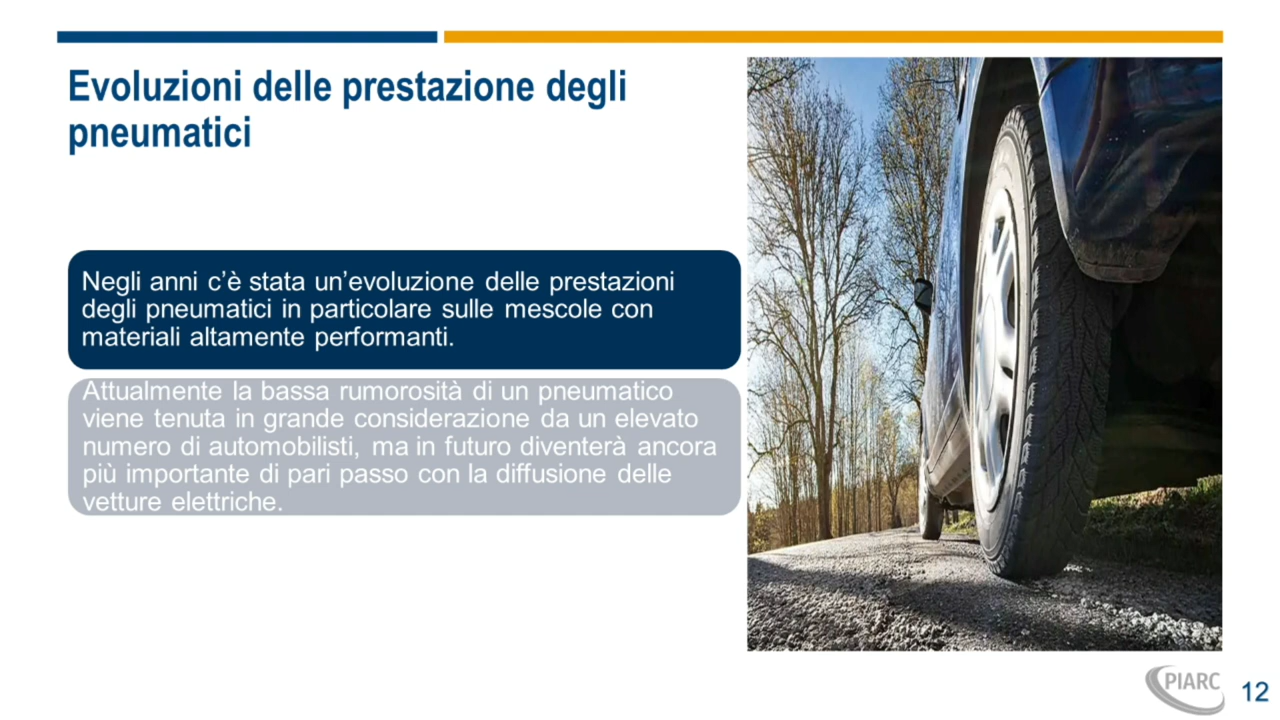 Evoluzioni delle prestazione degli
pneumatici
Negli anni c’è stata un’evoluzione delle prestazioni
degli pneumatici in particolare sulle mescole con
materiali altamente performanti.
Attualmente la bassa rumorosità di un pneumatico
viene tenuta in grande considerazione da un elevato
numero di automobilisti, ma in futuro diventerà ancora
più importante di pari passo con la diffusione delle
vetture elettriche.
PIARC
12